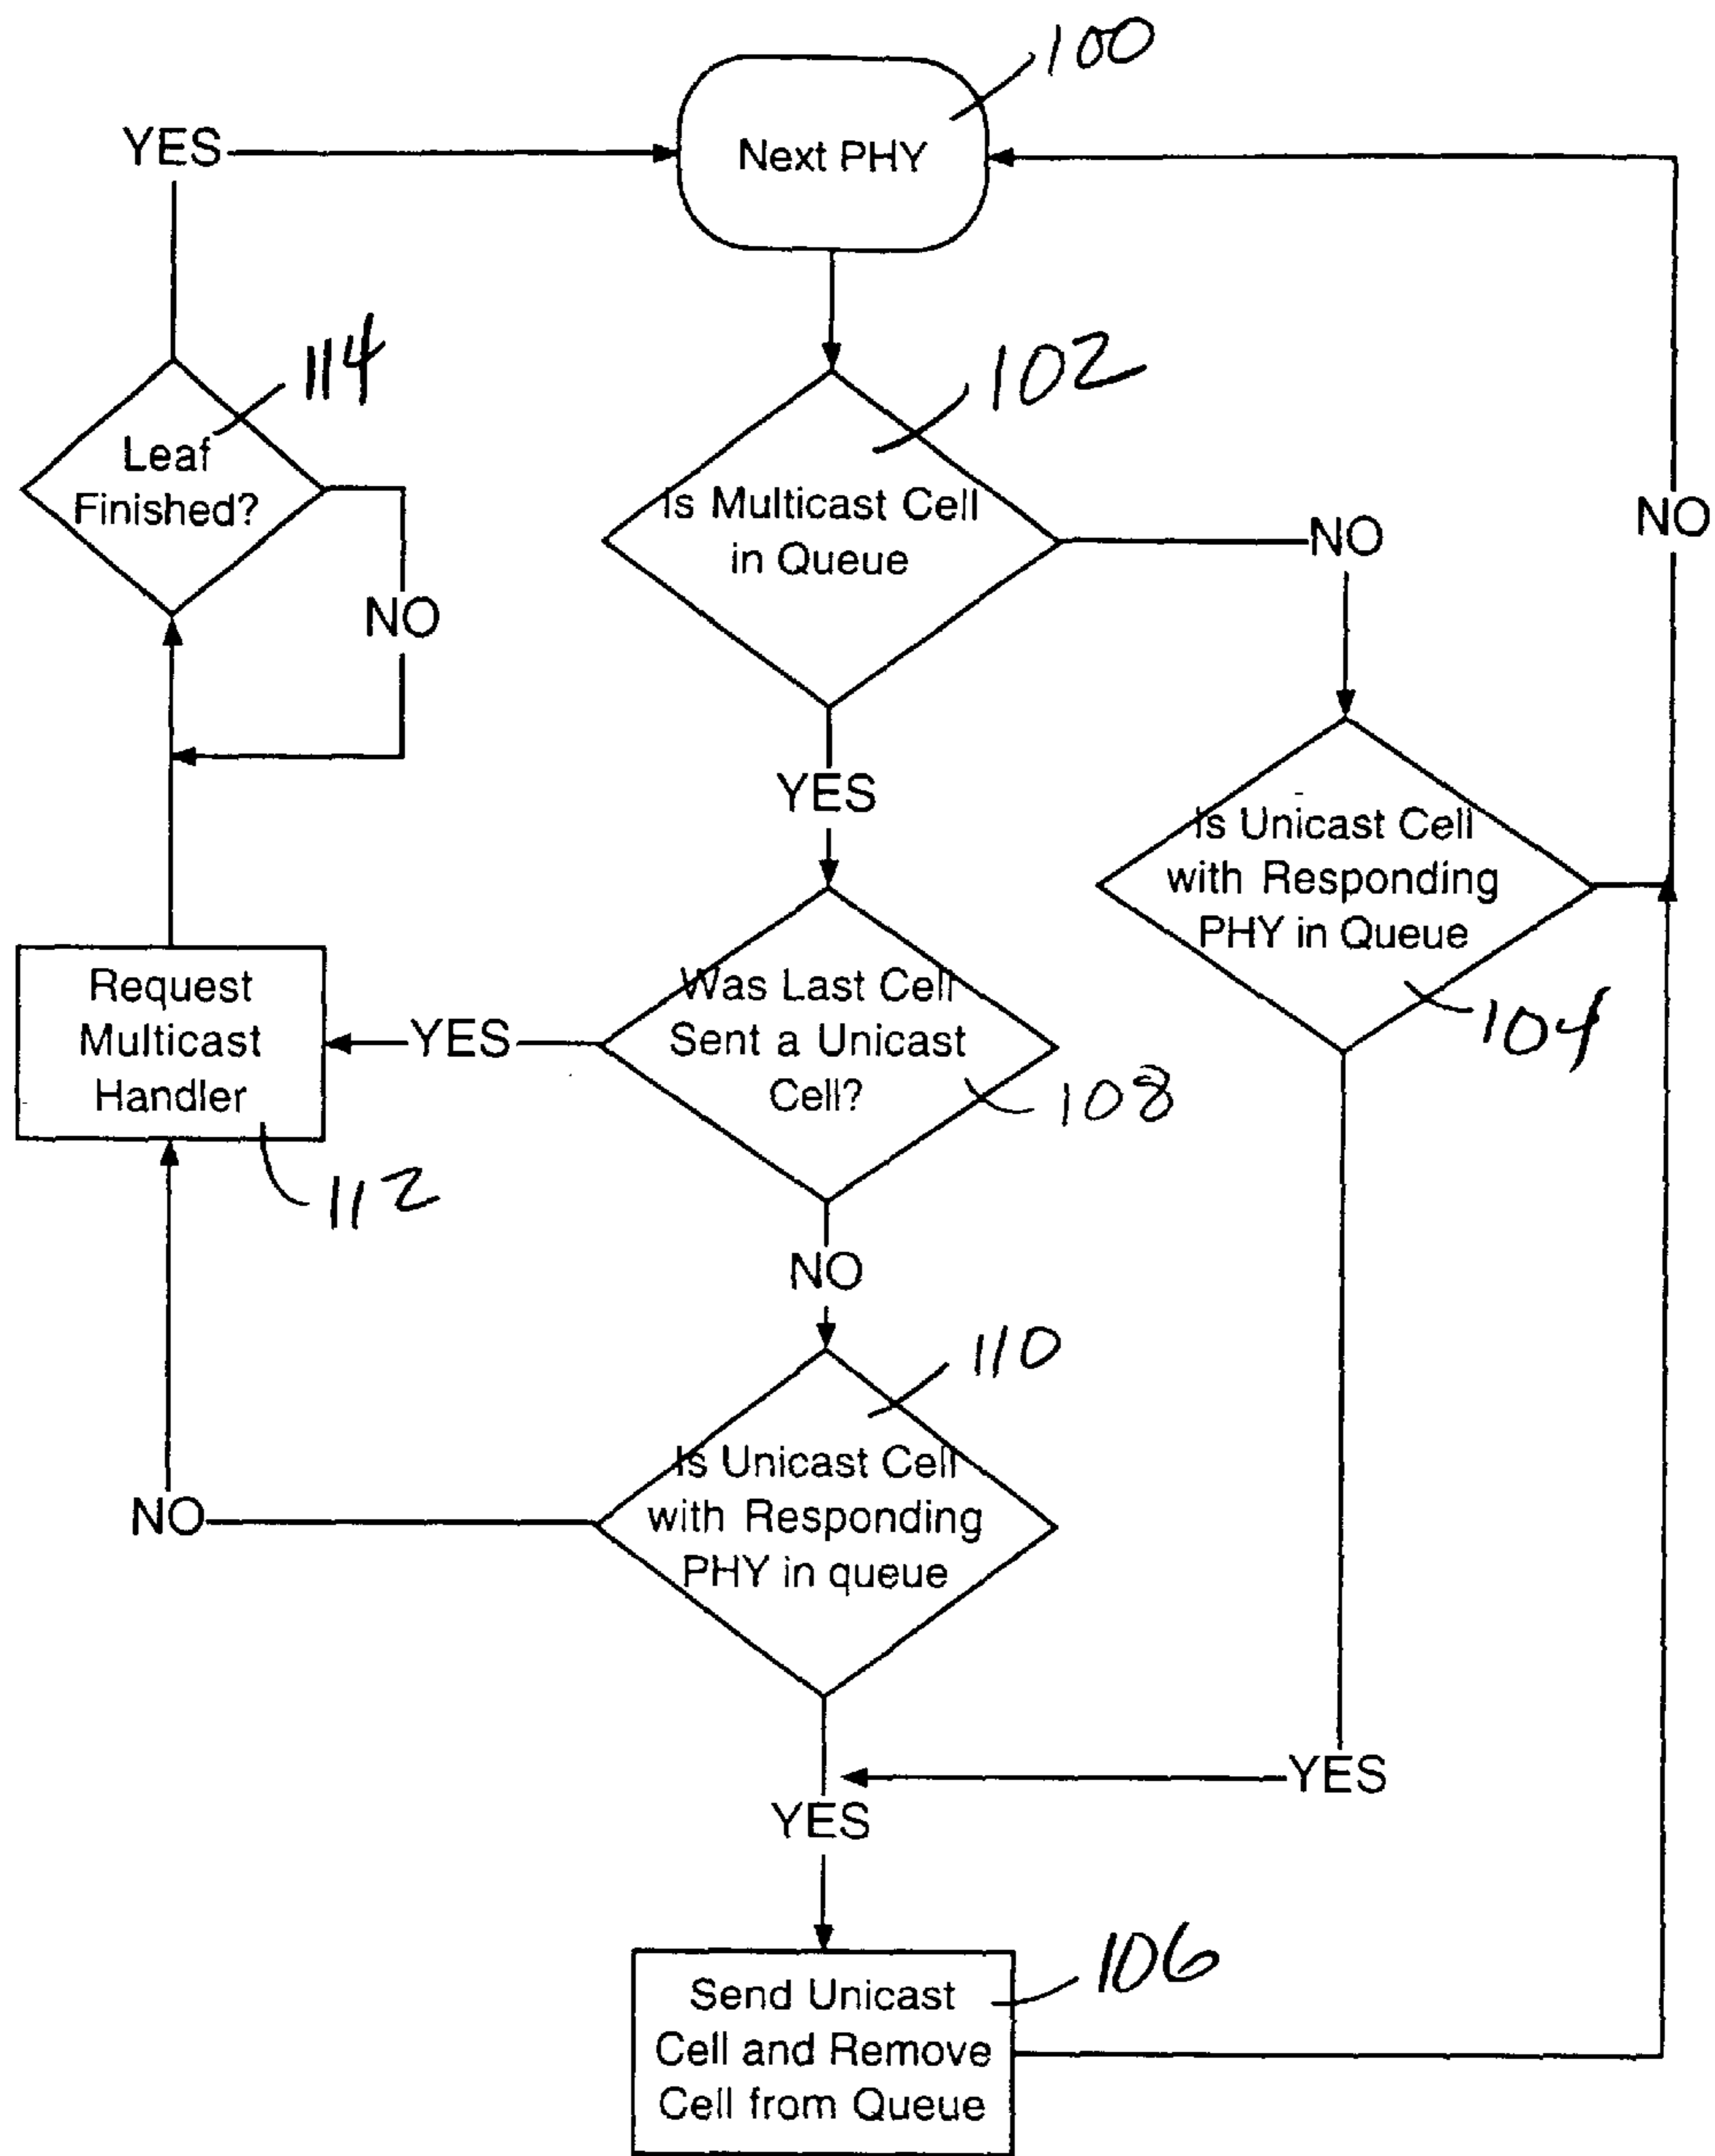 100
YES
Next PHY
114
Leaf
Finished?
NO
102
Is Multicast Cell
in Queue
NO
NO
YES
Is Unicast Cell
with Responding
PHY in Queue
104
Request
Multicast
Handler
112
YES
Was Last Cell
Sent a Unicast
Cell?
108
NO
110
Is Unicast Cell
with Responding
PHY in queue
NO
YES
YES
106
Send Unicast
Cell and Remove
Cell from Queue